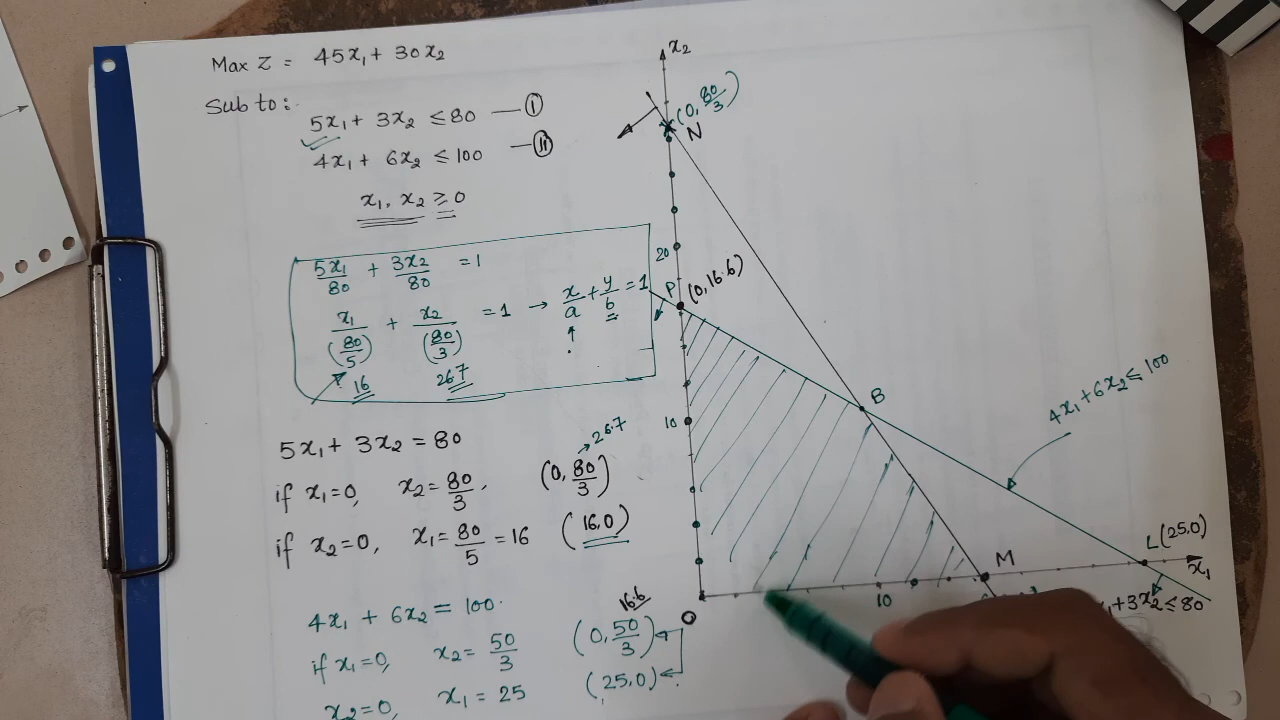 Max Z = 45x₁ + 30x₂
Sub to:
5x₁ + 3x₂ ≤ 80 — I
4x₁ + 6x₂ ≤ 100 — II
x₁, x₂ ≥ 0
5x₁/80 + 3x₂/80 = 1
x₁/(80/5) + x₂/(80/3) = 1 → x/a + y/b = 1
16 267
5x₁ + 3x₂ = 80
if x₁=0, x₂= 80/3. (0, 80/3) → 26.7
if x₂=0, x₁= 80/5 = 16 (16,0)
4x₁ + 6x₂ = 100.
if x₁=0, x₂= 50/3 (0, 50/3) 16.6
x₂=0, x₁ = 25 (25,0)
x₂
(0, 80/3)
N
20
P (0, 16.6)
10
B
4x₁+6x₂ ≤ 100
L (25,0)
M
x₁
O
10
+3x₂ ≤ 80